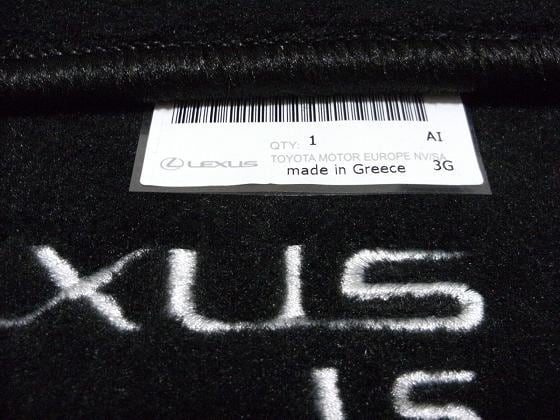 QTY: 1 AI
LEXUS TOYOTA MOTOR EUROPE NV/SA
made in Greece 3G
XUS
IS